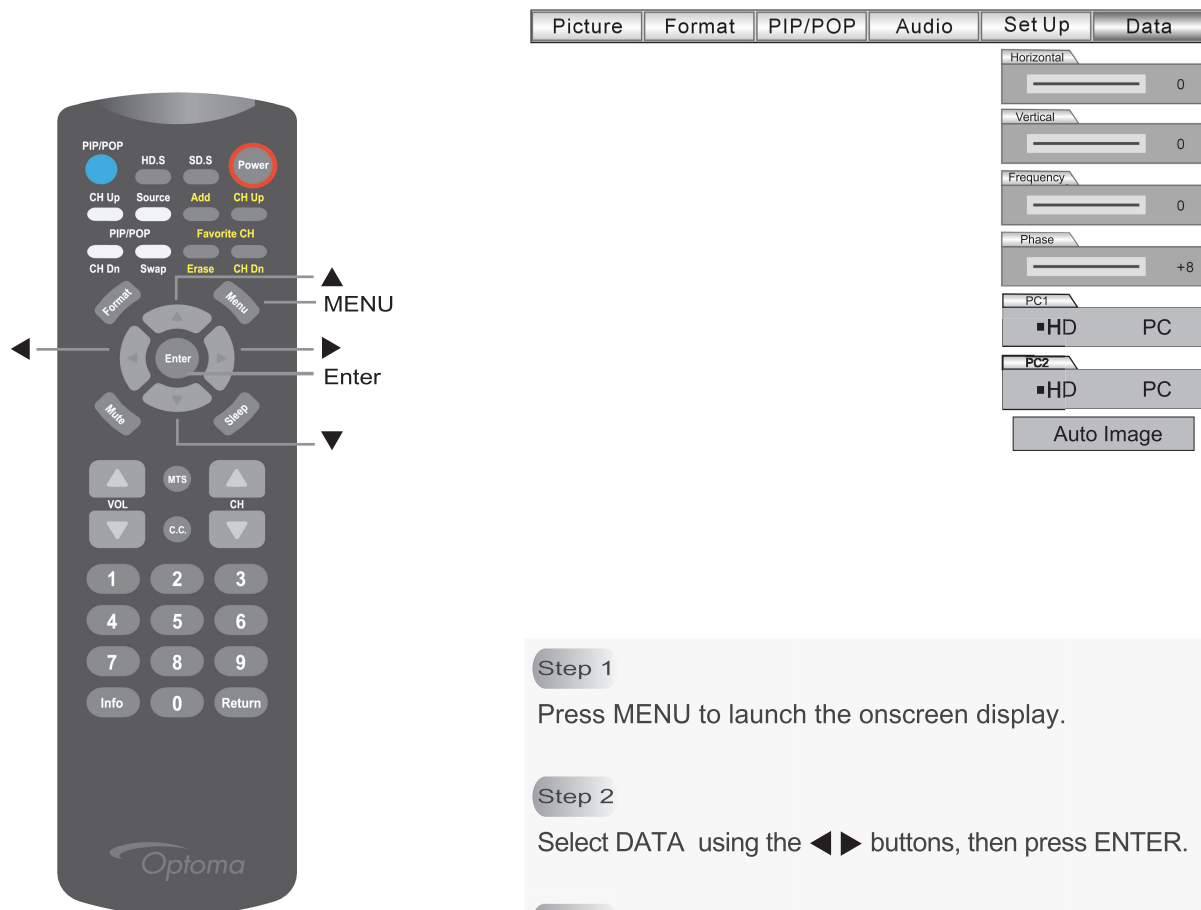 PIP/POP
HD.S SD.S Power
CH Up Source Add CH Up
PIP/POP Favorite CH
CH Dn Swap Erase CH Dn
Format Menu
Enter
Mute Sleep
MTS
VOL CH
C.C.
1 2 3
4 5 6
7 8 9
Info 0 Return
Optoma
▲
MENU
◀ ▶
Enter
▼
Picture Format PIP/POP Audio Set Up Data
Horizontal
0
Vertical
0
Frequency
0
Phase
+8
PC1
▪HD PC
PC2
▪HD PC
Auto Image
Step 1
Press MENU to launch the onscreen display.
Step 2
Select DATA using the ◀ ▶ buttons, then press ENTER.